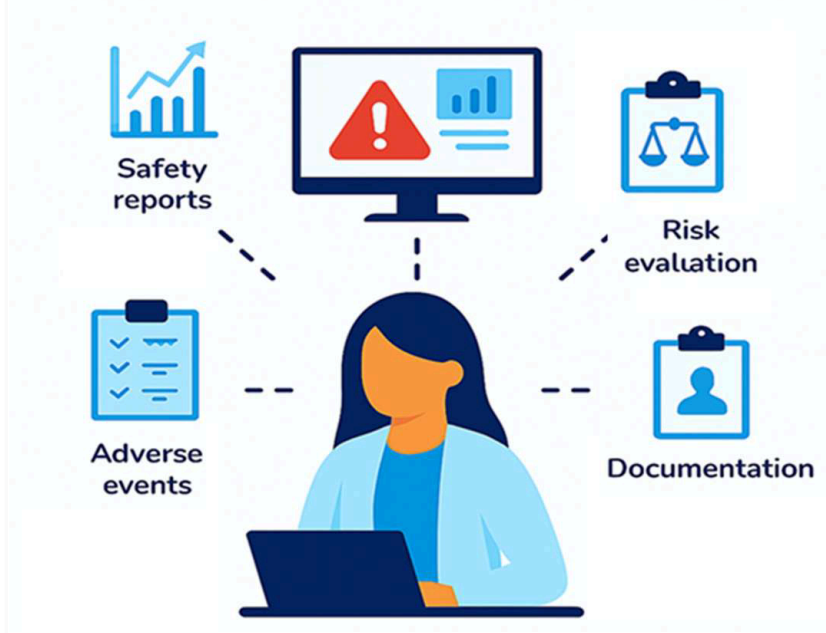 Safety
reports
Risk
evaluation
Adverse
events
Documentation